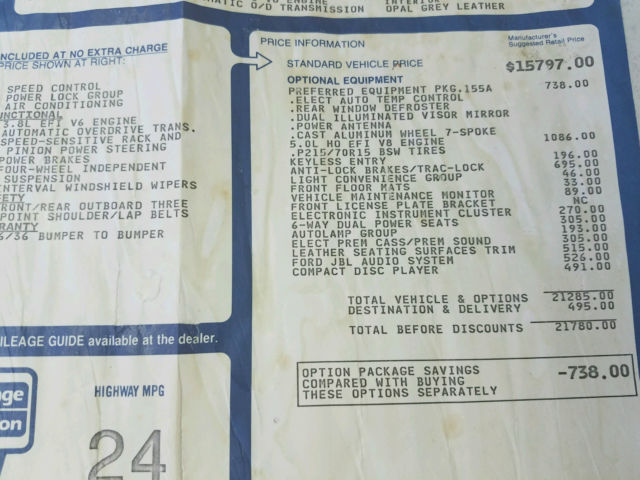 O/D TRANSMISSION
OPAL GREY LEATHER
INCLUDED AT NO EXTRA CHARGE
PRICE SHOWN AT RIGHT:
SPEED CONTROL
POWER LOCK GROUP
AIR CONDITIONING
3.8L EFI V6 ENGINE
AUTOMATIC OVERDRIVE TRANS.
SPEED-SENSITIVE RACK AND
PINION POWER STEERING
POWER BRAKES
FOUR-WHEEL INDEPENDENT
SUSPENSION
INTERVAL WINDSHIELD WIPERS
FRONT/REAR OUTBOARD THREE
POINT SHOULDER/LAP BELTS
6/36 BUMPER TO BUMPER
MILEAGE GUIDE available at the dealer.
HIGHWAY MPG
24
PRICE INFORMATION
Manufacturer's
Suggested Retail Price
STANDARD VEHICLE PRICE $15797.00
OPTIONAL EQUIPMENT
PREFERRED EQUIPMENT PKG.155A 738.00
.ELECT AUTO TEMP CONTROL
.REAR WINDOW DEFROSTER
.DUAL ILLUMINATED VISOR MIRROR
.POWER ANTENNA
.CAST ALUMINUM WHEEL 7-SPOKE
5.0L HO EFI V8 ENGINE 1086.00
.P215/70R15 BSW TIRES
KEYLESS ENTRY 196.00
ANTI-LOCK BRAKES/TRAC-LOCK 695.00
LIGHT CONVENIENCE GROUP 46.00
FRONT FLOOR MATS 33.00
VEHICLE MAINTENANCE MONITOR 89.00
FRONT LICENSE PLATE BRACKET NC
ELECTRONIC INSTRUMENT CLUSTER 270.00
6-WAY DUAL POWER SEATS 305.00
AUTOLAMP GROUP 193.00
ELECT PREM CASS/PREM SOUND 305.00
LEATHER SEATING SURFACES TRIM 515.00
FORD JBL AUDIO SYSTEM 526.00
COMPACT DISC PLAYER 491.00
TOTAL VEHICLE & OPTIONS 21285.00
DESTINATION & DELIVERY 495.00
TOTAL BEFORE DISCOUNTS 21780.00
OPTION PACKAGE SAVINGS -738.00
COMPARED WITH BUYING
THESE OPTIONS SEPARATELY